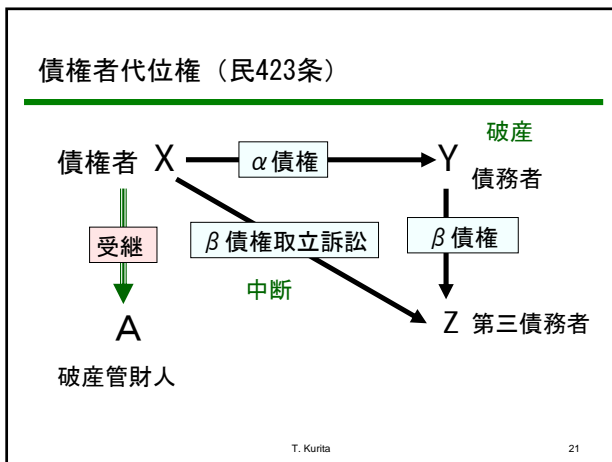 債権者代位権（民423条）
破産
債権者 X
α債権
Y
債務者
受継
β債権取立訴訟
β債権
中断
A
Z 第三債務者
破産管財人
T. Kurita
21